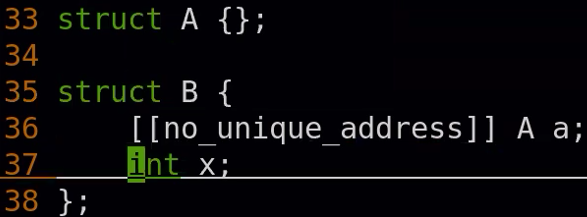 33 struct A {};
34
35 struct B {
36     [[no_unique_address]] A a;
37     int x;
38 };